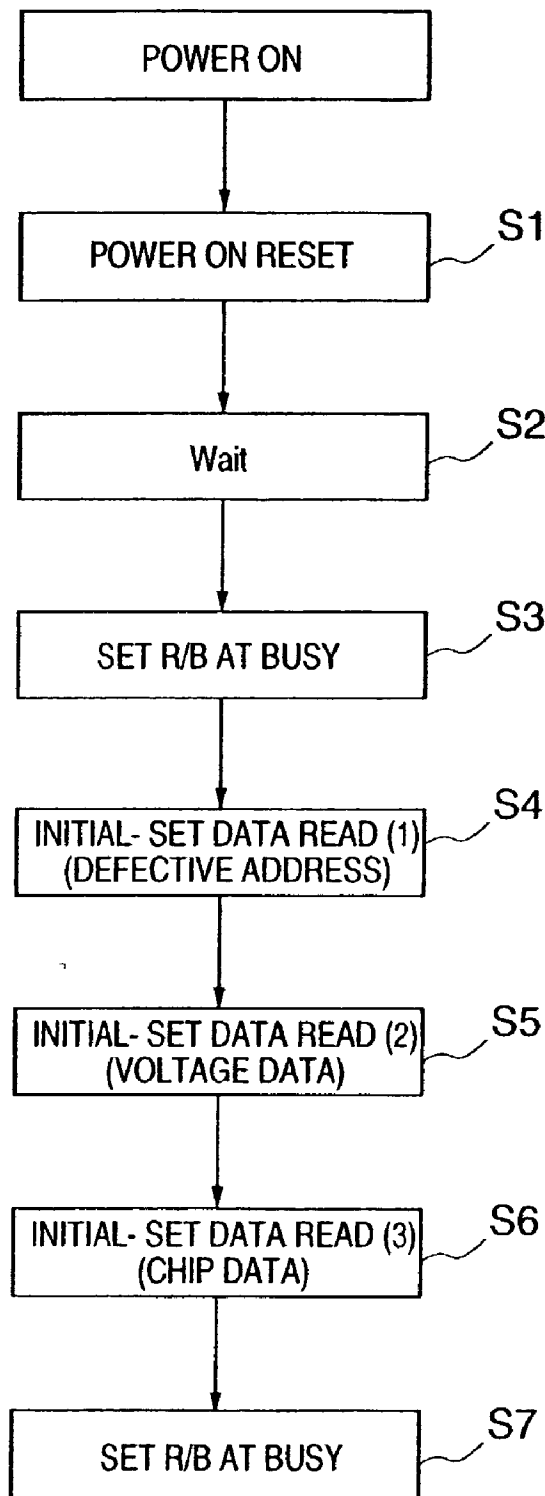 POWER ON
POWER ON RESET
S1
Wait
S2
SET R/B AT BUSY
S3
INITIAL- SET DATA READ (1)
(DEFECTIVE ADDRESS)
S4
INITIAL- SET DATA READ (2)
(VOLTAGE DATA)
S5
INITIAL- SET DATA READ (3)
(CHIP DATA)
S6
SET R/B AT BUSY
S7